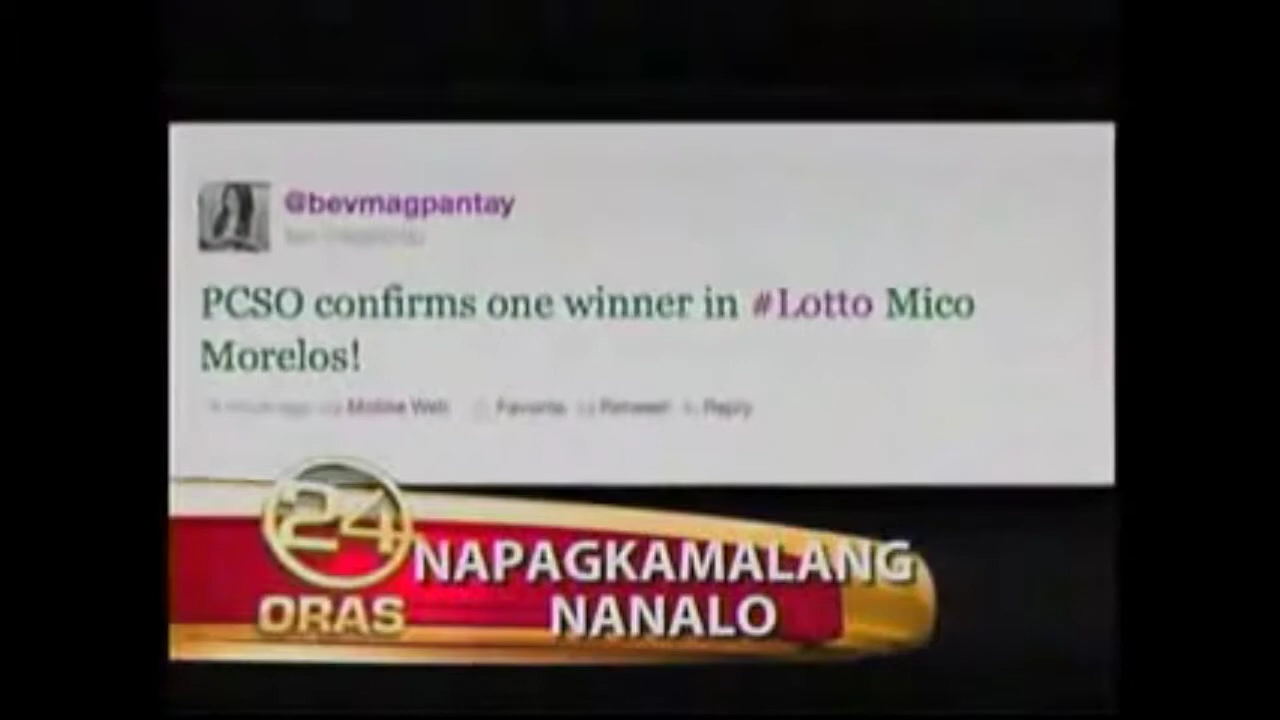 @bevmagpantay
PCSO confirms one winner in #Lotto Mico
Morelos!
Mobile Web Favorite Retweet Reply
24
ORAS
NAPAGKAMALANG
NANALO